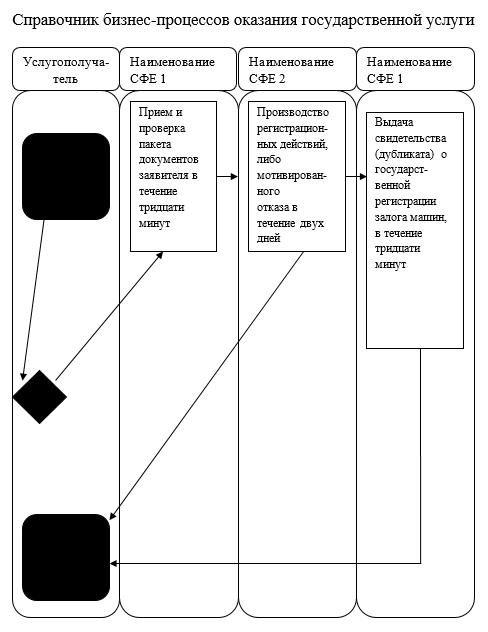 Справочник бизнес-процессов оказания государственной услуги
Услугополуча-
тель
Наименование
СФЕ 1
Наименование
СФЕ 2
Наименование
СФЕ 1
Прием и
проверка
пакета
документов
заявителя в
течение
тридцати
минут
Производство
регистрацион-
ных действий,
либо
мотивирован-
ного
отказа в
течение двух
дней
Выдача
свидетельства
(дубликата) о
государст-
венной
регистрации
залога машин,
в течение
тридцати
минут